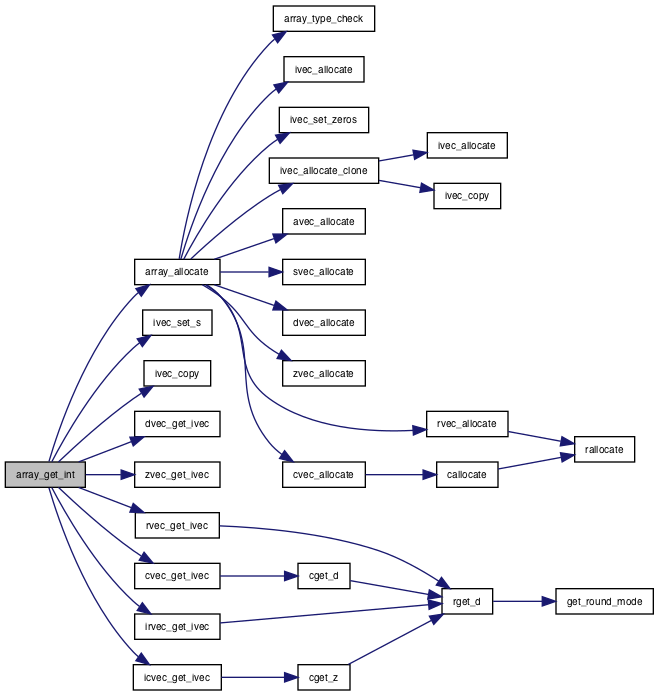 array_type_check
ivec_allocate
ivec_set_zeros
ivec_allocate
ivec_allocate_clone
ivec_copy
avec_allocate
array_allocate
svec_allocate
ivec_set_s
dvec_allocate
ivec_copy
zvec_allocate
dvec_get_ivec
rvec_allocate
rallocate
array_get_int
zvec_get_ivec
cvec_allocate
callocate
rvec_get_ivec
cvec_get_ivec
cget_d
rget_d
get_round_mode
irvec_get_ivec
icvec_get_ivec
cget_z